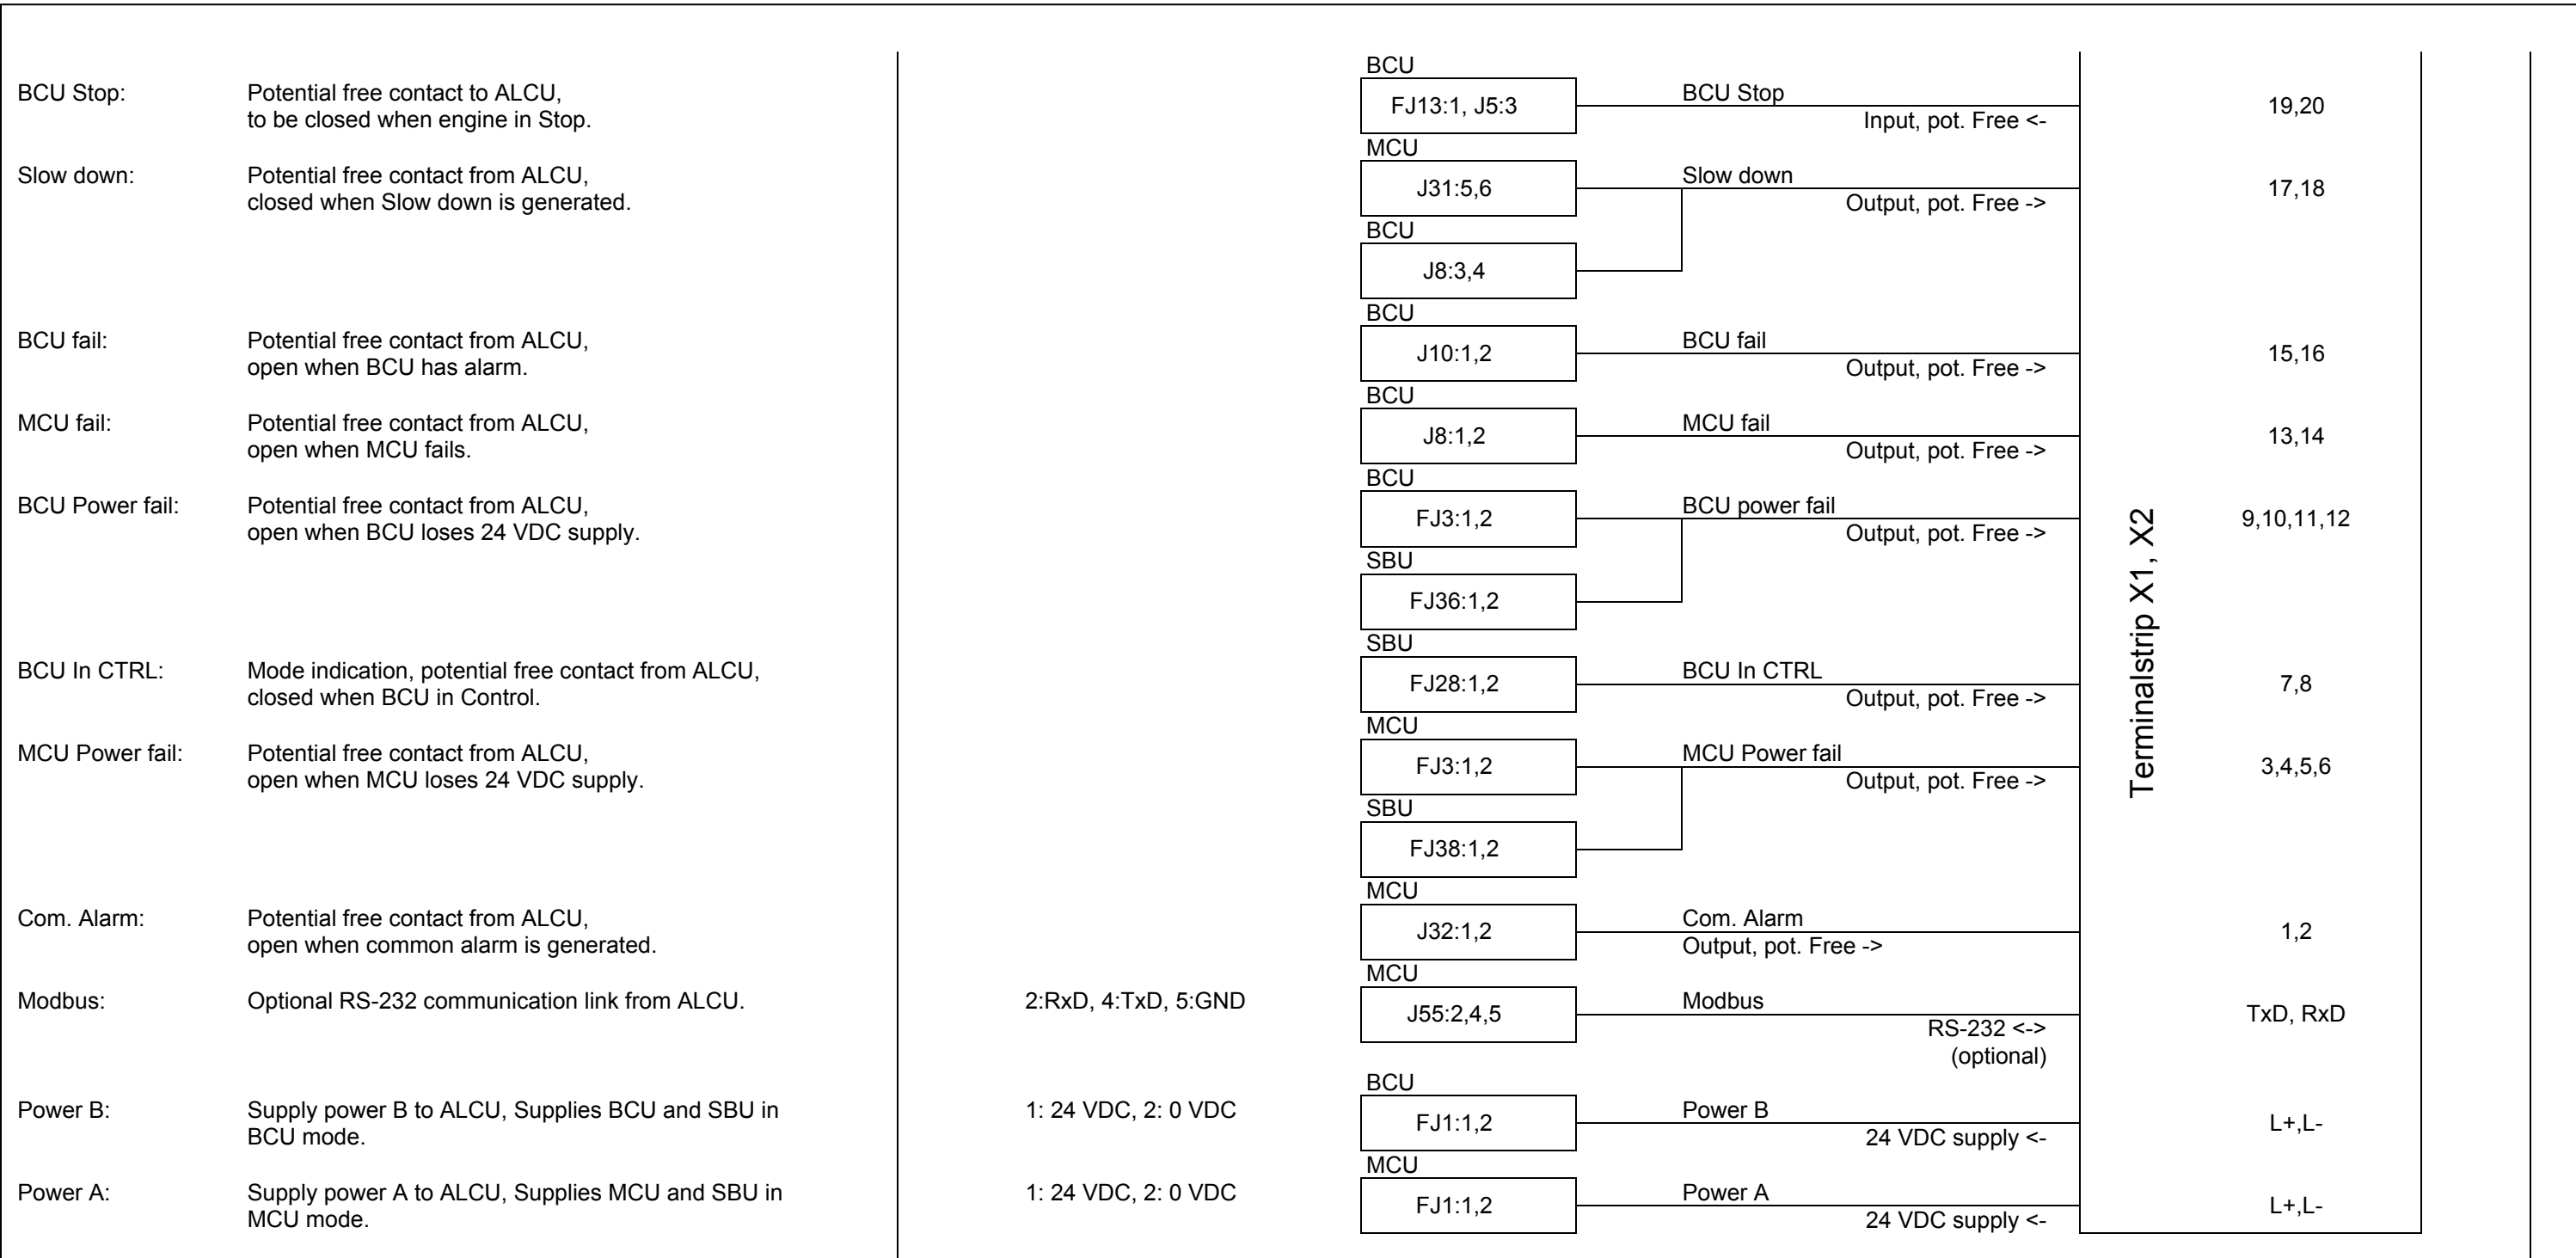 BCU
BCU Stop: Potential free contact to ALCU, FJ13:1, J5:3 BCU Stop 19,20
to be closed when engine in Stop. Input, pot. Free <-
MCU
Slow down: Potential free contact from ALCU, J31:5,6 Slow down 17,18
closed when Slow down is generated. Output, pot. Free ->
BCU
J8:3,4
BCU
BCU fail: Potential free contact from ALCU, J10:1,2 BCU fail 15,16
open when BCU has alarm. Output, pot. Free ->
BCU
MCU fail: Potential free contact from ALCU, J8:1,2 MCU fail 13,14
open when MCU fails. Output, pot. Free ->
BCU
BCU Power fail: Potential free contact from ALCU, FJ3:1,2 BCU power fail 9,10,11,12
open when BCU loses 24 VDC supply. Output, pot. Free ->
SBU
FJ36:1,2
Terminalstrip X1, X2
SBU
BCU In CTRL: Mode indication, potential free contact from ALCU, FJ28:1,2 BCU In CTRL 7,8
closed when BCU in Control. Output, pot. Free ->
MCU
MCU Power fail: Potential free contact from ALCU, FJ3:1,2 MCU Power fail 3,4,5,6
open when MCU loses 24 VDC supply. Output, pot. Free ->
SBU
FJ38:1,2
MCU
Com. Alarm: Potential free contact from ALCU, J32:1,2 Com. Alarm 1,2
open when common alarm is generated. Output, pot. Free ->
MCU
Modbus: Optional RS-232 communication link from ALCU. 2:RxD, 4:TxD, 5:GND J55:2,4,5 Modbus TxD, RxD
RS-232 <->
(optional)
BCU
Power B: Supply power B to ALCU, Supplies BCU and SBU in 1: 24 VDC, 2: 0 VDC FJ1:1,2 Power B L+,L-
BCU mode. 24 VDC supply <-
MCU
Power A: Supply power A to ALCU, Supplies MCU and SBU in 1: 24 VDC, 2: 0 VDC FJ1:1,2 Power A L+,L-
MCU mode. 24 VDC supply <-